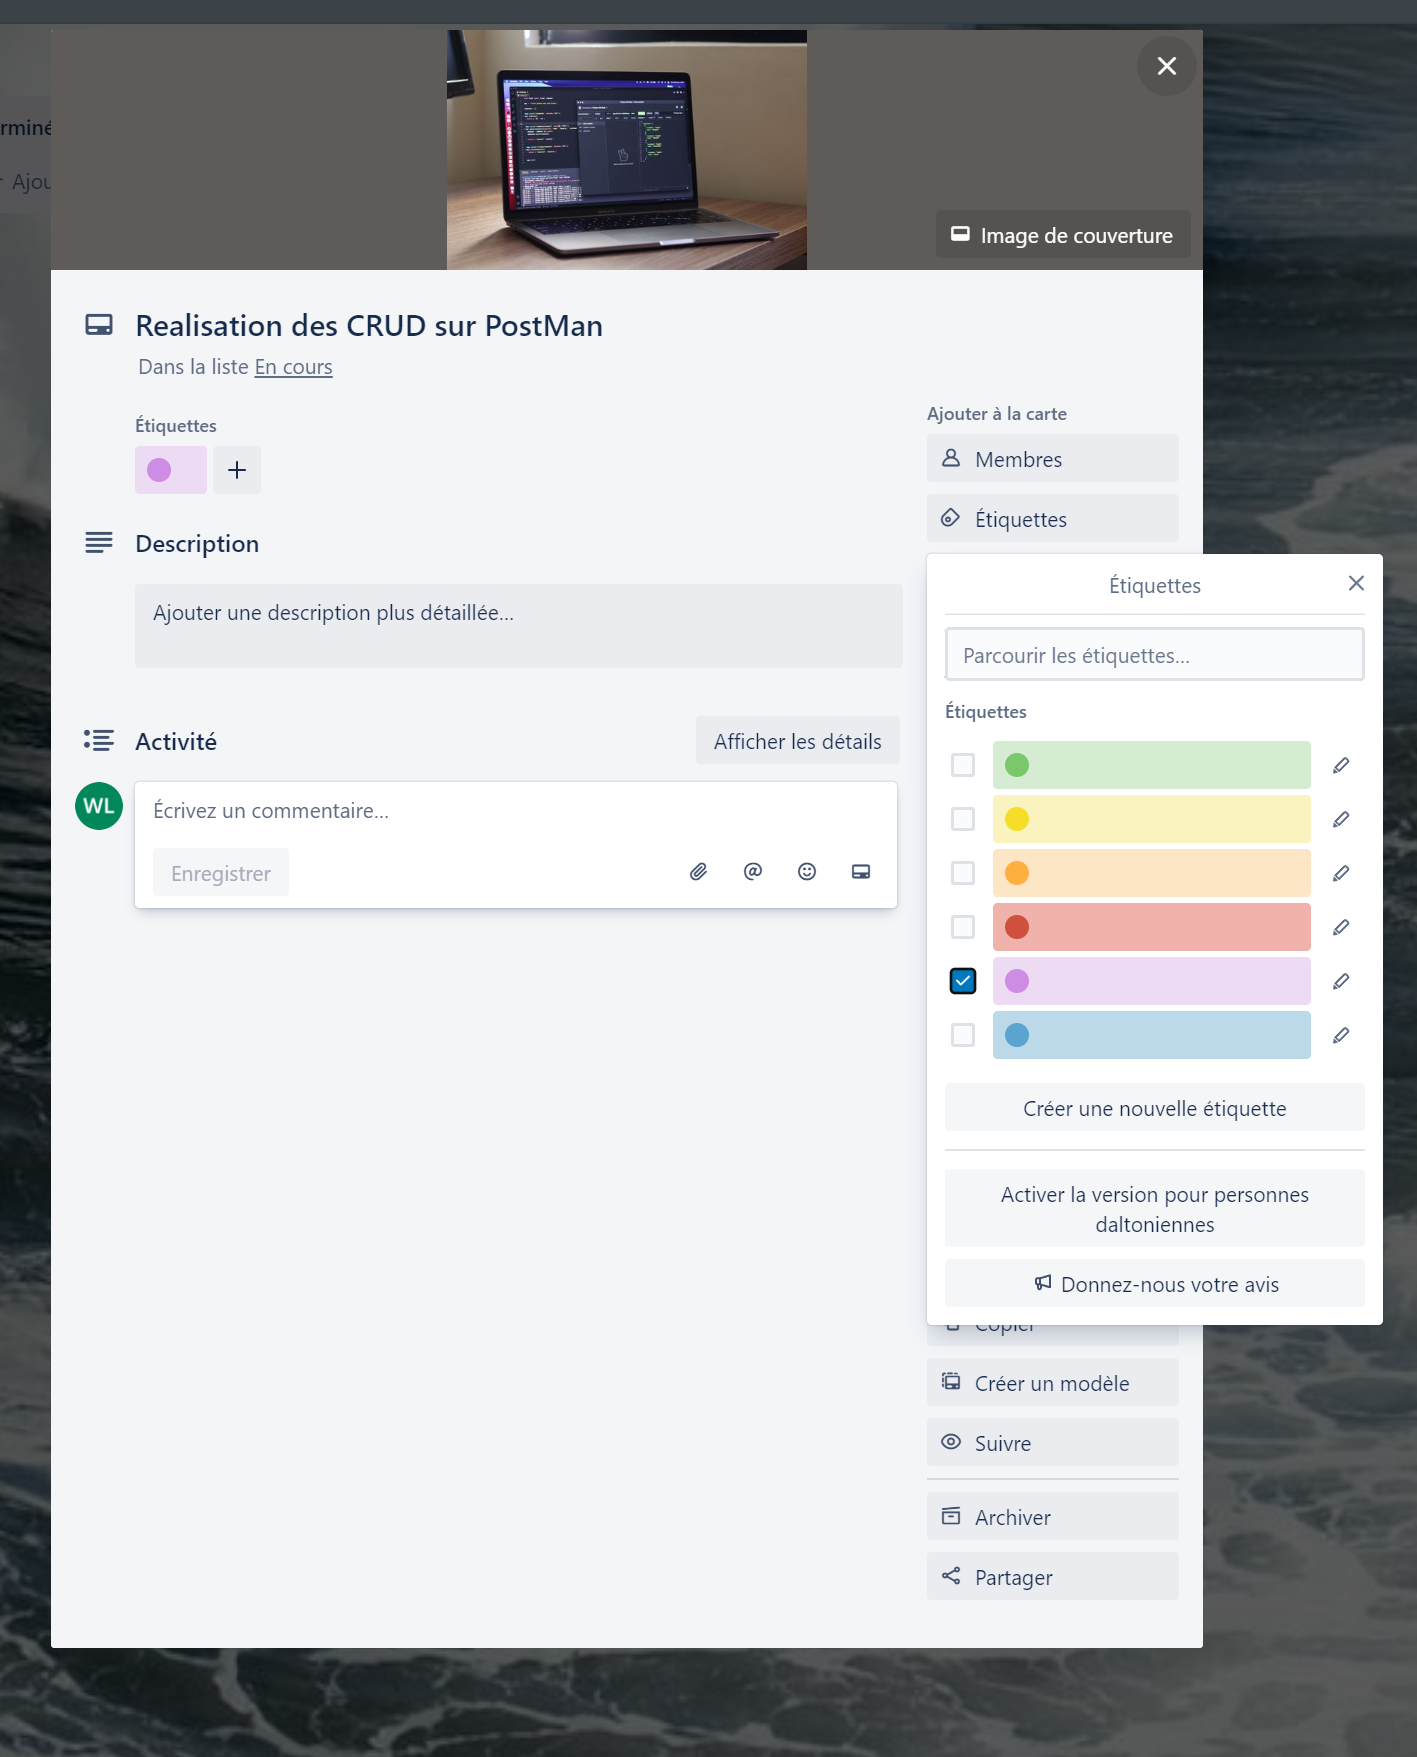 rminé
Ajou
Image de couverture
Realisation des CRUD sur PostMan
Dans la liste En cours
Étiquettes
Ajouter à la carte
Membres
Étiquettes
Description
Ajouter une description plus détaillée…
Activité
Afficher les détails
WL
Écrivez un commentaire…
Enregistrer
Étiquettes
Parcourir les étiquettes…
Étiquettes
Créer une nouvelle étiquette
Activer la version pour personnes
daltoniennes
Donnez-nous votre avis
Copier
Créer un modèle
Suivre
Archiver
Partager